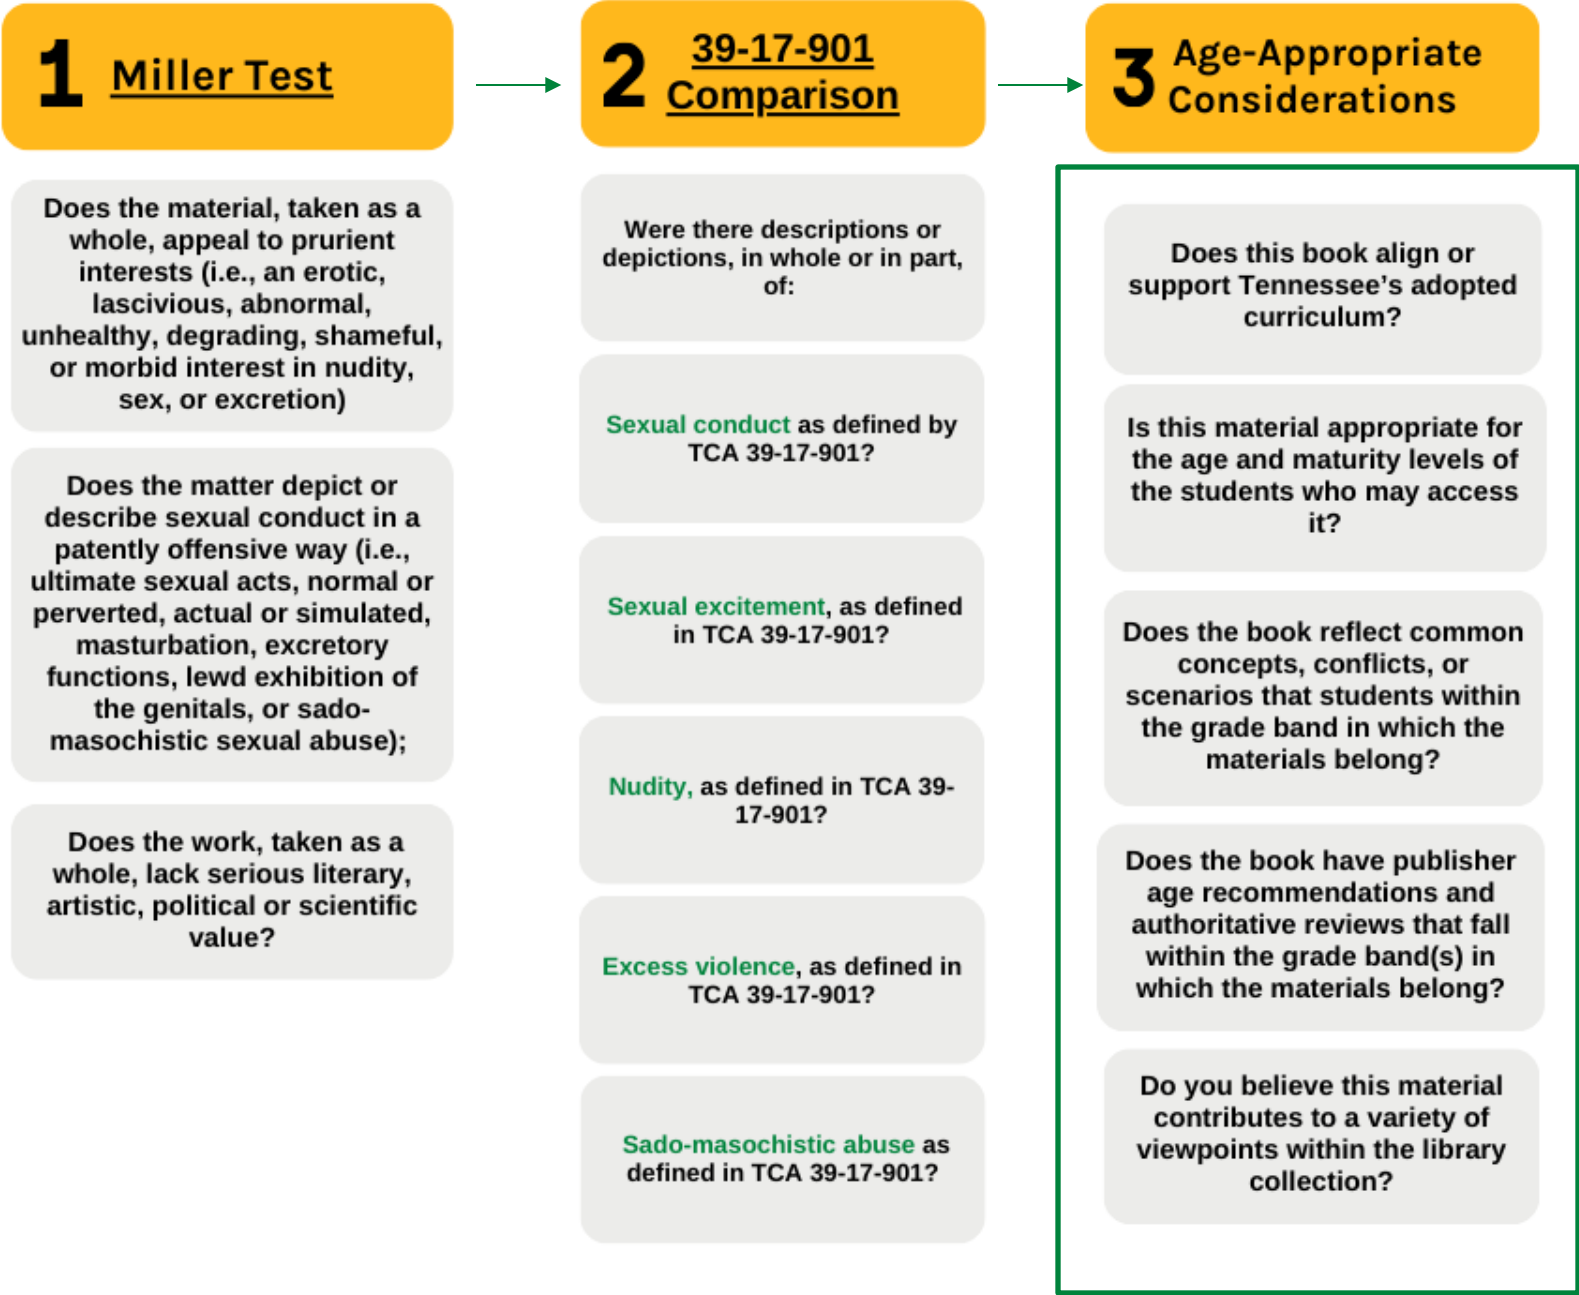 1 Miller Test
Does the material, taken as a
whole, appeal to prurient
interests (i.e., an erotic,
lascivious, abnormal,
unhealthy, degrading, shameful,
or morbid interest in nudity,
sex, or excretion)
Does the matter depict or
describe sexual conduct in a
patently offensive way (i.e.,
ultimate sexual acts, normal or
perverted, actual or simulated,
masturbation, excretory
functions, lewd exhibition of
the genitals, or sado-
masochistic sexual abuse);
Does the work, taken as a
whole, lack serious literary,
artistic, political or scientific
value?
2 39-17-901
Comparison
Were there descriptions or
depictions, in whole or in part,
of:
Sexual conduct as defined by
TCA 39-17-901?
Sexual excitement, as defined
in TCA 39-17-901?
Nudity, as defined in TCA 39-
17-901?
Excess violence, as defined in
TCA 39-17-901?
Sado-masochistic abuse as
defined in TCA 39-17-901?
3 Age-Appropriate
Considerations
Does this book align or
support Tennessee’s adopted
curriculum?
Is this material appropriate for
the age and maturity levels of
the students who may access
it?
Does the book reflect common
concepts, conflicts, or
scenarios that students within
the grade band in which the
materials belong?
Does the book have publisher
age recommendations and
authoritative reviews that fall
within the grade band(s) in
which the materials belong?
Do you believe this material
contributes to a variety of
viewpoints within the library
collection?